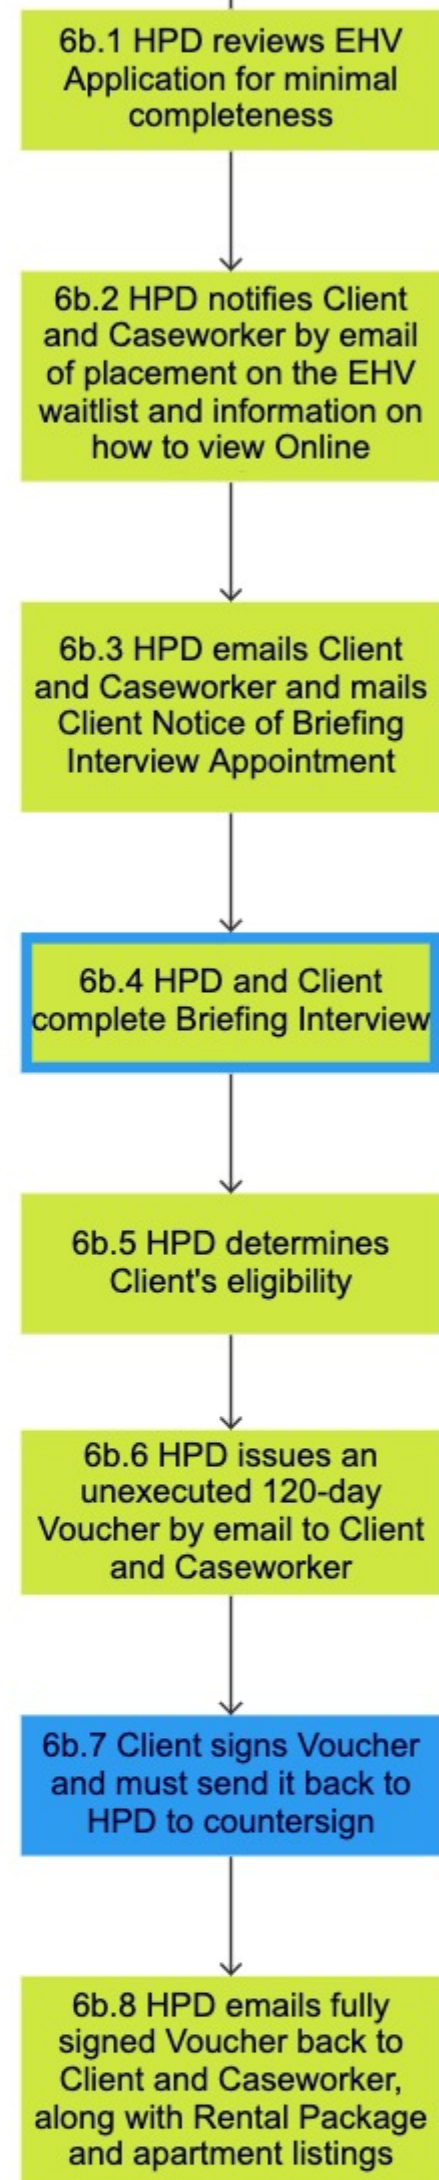 6b.1 HPD reviews EHV
Application for minimal
completeness
6b.2 HPD notifies Client
and Caseworker by email
of placement on the EHV
waitlist and information on
how to view Online
6b.3 HPD emails Client
and Caseworker and mails
Client Notice of Briefing
Interview Appointment
6b.4 HPD and Client
complete Briefing Interview
6b.5 HPD determines
Client's eligibility
6b.6 HPD issues an
unexecuted 120-day
Voucher by email to Client
and Caseworker
6b.7 Client signs Voucher
and must send it back to
HPD to countersign
6b.8 HPD emails fully
signed Voucher back to
Client and Caseworker,
along with Rental Package
and apartment listings